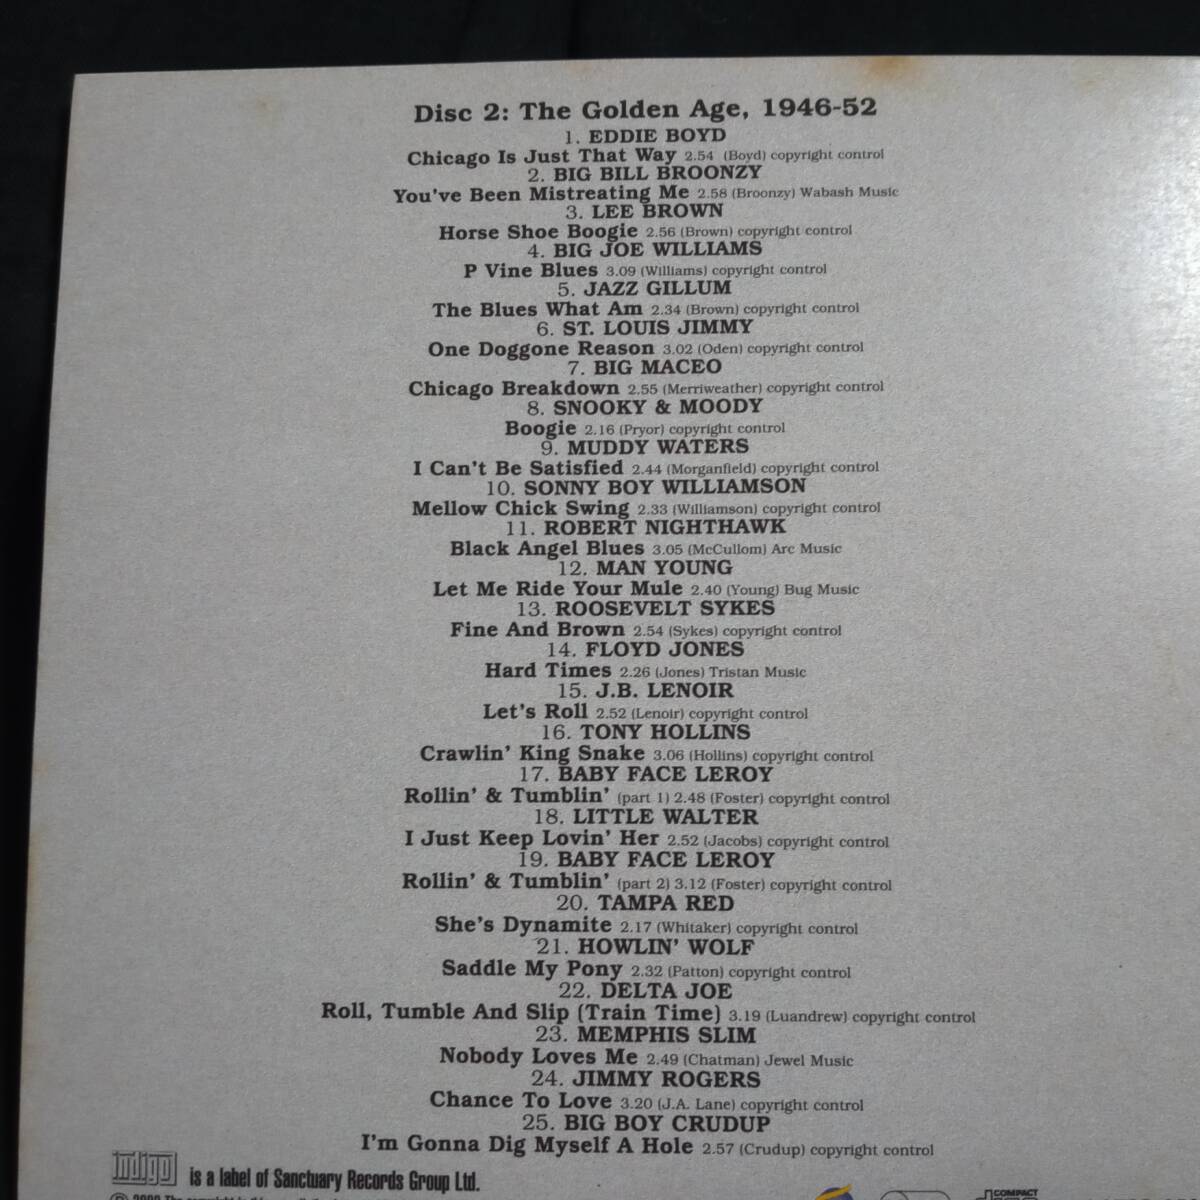 Disc 2: The Golden Age, 1946-52
1. EDDIE BOYD
Chicago Is Just That Way 2.54 (Boyd) copyright control
2. BIG BILL BROONZY
You've Been Mistreating Me 2.58 (Broonzy) Wabash Music
3. LEE BROWN
Horse Shoe Boogie 2.56 (Brown) copyright control
4. BIG JOE WILLIAMS
P Vine Blues 3.09 (Williams) copyright control
5. JAZZ GILLUM
The Blues What Am 2.34 (Brown) copyright control
6. ST. LOUIS JIMMY
One Doggone Reason 3.02 (Oden) copyright control
7. BIG MACEO
Chicago Breakdown 2.55 (Merriweather) copyright control
8. SNOOKY & MOODY
Boogie 2.16 (Pryor) copyright control
9. MUDDY WATERS
I Can't Be Satisfied 2.44 (Morganfield) copyright control
10. SONNY BOY WILLIAMSON
Mellow Chick Swing 2.33 (Williamson) copyright control
11. ROBERT NIGHTHAWK
Black Angel Blues 3.05 (McCullom) Arc Music
12. MAN YOUNG
Let Me Ride Your Mule 2.40 (Young) Bug Music
13. ROOSEVELT SYKES
Fine And Brown 2.54 (Sykes) copyright control
14. FLOYD JONES
Hard Times 2.26 (Jones) Tristan Music
15. J.B. LENOIR
Let's Roll 2.52 (Lenoir) copyright control
16. TONY HOLLINS
Crawlin' King Snake 3.06 (Hollins) copyright control
17. BABY FACE LEROY
Rollin' & Tumblin' (part 1) 2.48 (Foster) copyright control
18. LITTLE WALTER
I Just Keep Lovin' Her 2.52 (Jacobs) copyright control
19. BABY FACE LEROY
Rollin' & Tumblin' (part 2) 3.12 (Foster) copyright control
20. TAMPA RED
She's Dynamite 2.17 (Whitaker) copyright control
21. HOWLIN' WOLF
Saddle My Pony 2.32 (Patton) copyright control
22. DELTA JOE
Roll, Tumble And Slip (Train Time) 3.19 (Luandrew) copyright control
23. MEMPHIS SLIM
Nobody Loves Me 2.49 (Chatman) Jewel Music
24. JIMMY ROGERS
Chance To Love 3.20 (J.A. Lane) copyright control
25. BIG BOY CRUDUP
I'm Gonna Dig Myself A Hole 2.57 (Crudup) copyright control
Indigo is a label of Sanctuary Records Group Ltd.
COMPACT